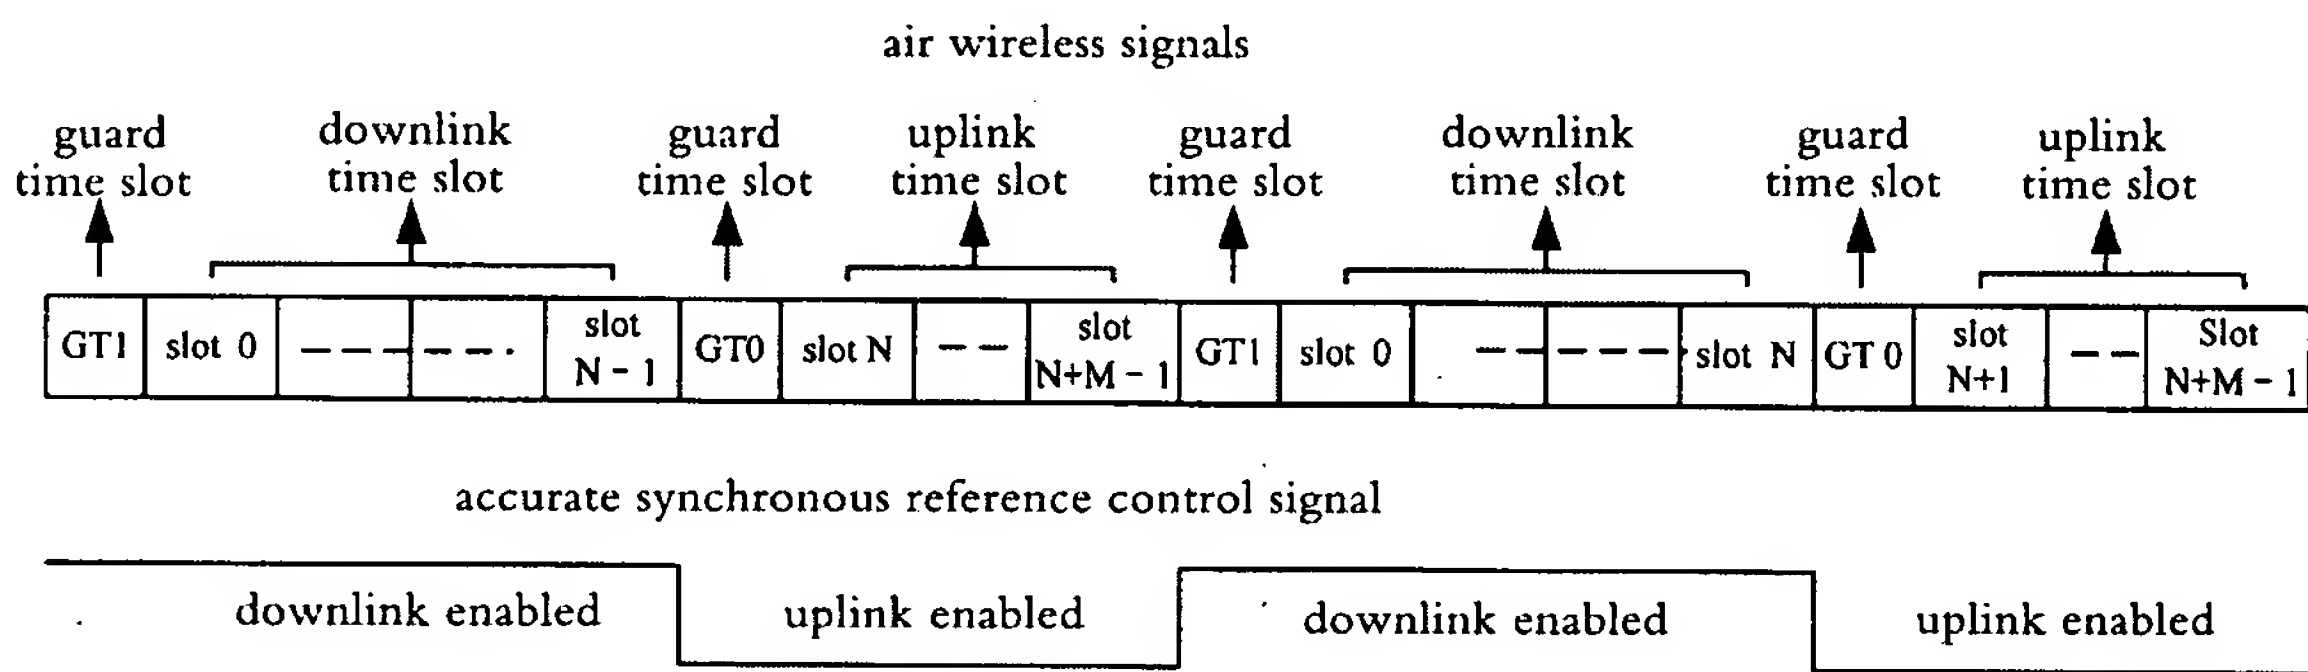 air wireless signals
guard
time slot
downlink
time slot
guard
time slot
uplink
time slot
guard
time slot
downlink
time slot
guard
time slot
uplink
time slot
GT1
slot 0
slot
N - 1
GT0
slot N
slot
N+M - 1
GT1
slot 0
slot N
GT 0
slot
N+1
Slot
N+M - 1
accurate synchronous reference control signal
downlink enabled
uplink enabled
downlink enabled
uplink enabled